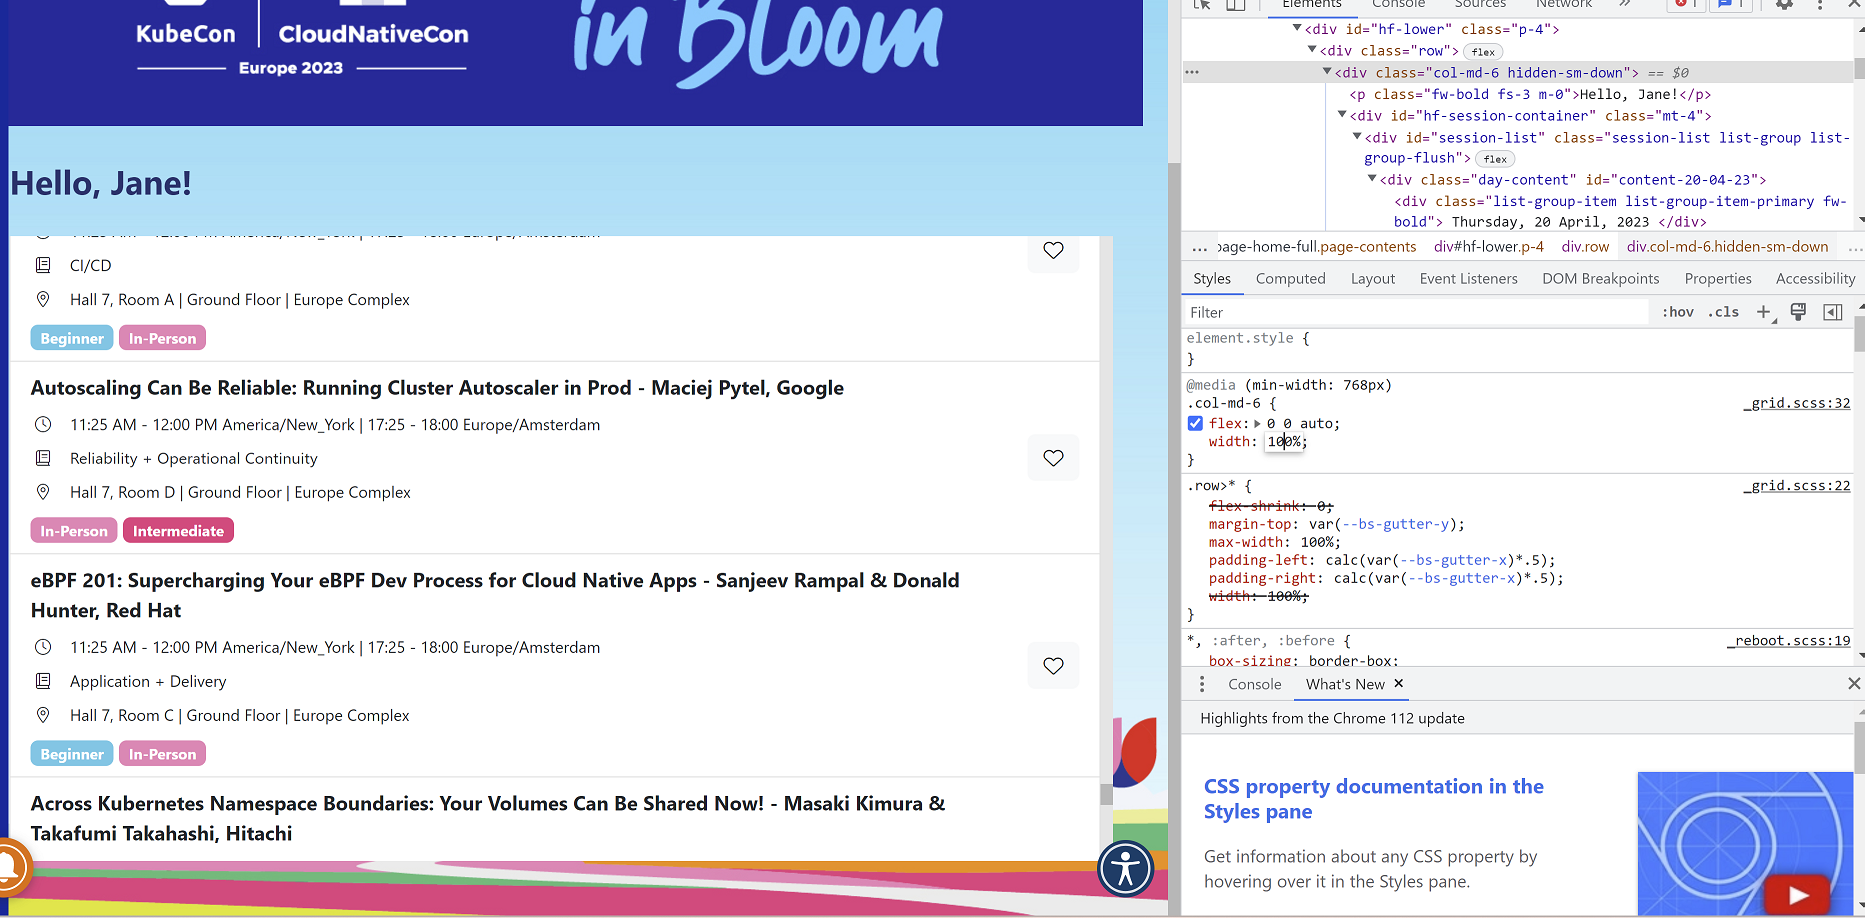 KubeCon
CloudNativeCon
Europe 2023
in Bloom
Hello, Jane!
CI/CD
Hall 7, Room A | Ground Floor | Europe Complex
Beginner In-Person
Autoscaling Can Be Reliable: Running Cluster Autoscaler in Prod - Maciej Pytel, Google
11:25 AM - 12:00 PM America/New_York | 17:25 - 18:00 Europe/Amsterdam
Reliability + Operational Continuity
Hall 7, Room D | Ground Floor | Europe Complex
In-Person Intermediate
eBPF 201: Supercharging Your eBPF Dev Process for Cloud Native Apps - Sanjeev Rampal & Donald
Hunter, Red Hat
11:25 AM - 12:00 PM America/New_York | 17:25 - 18:00 Europe/Amsterdam
Application + Delivery
Hall 7, Room C | Ground Floor | Europe Complex
Beginner In-Person
Across Kubernetes Namespace Boundaries: Your Volumes Can Be Shared Now! - Masaki Kimura &
Takafumi Takahashi, Hitachi
Elements Console Sources Network » 1 1
<div id="hf-lower" class="p-4">
<div class="row"> flex
... <div class="col-md-6 hidden-sm-down"> == $0
<p class="fw-bold fs-3 m-0">Hello, Jane!</p>
<div id="hf-session-container" class="mt-4">
<div id="session-list" class="session-list list-group list-
group-flush"> flex
<div class="day-content" id="content-20-04-23">
<div class="list-group-item list-group-item-primary fw-
bold"> Thursday, 20 April, 2023 </div>
... page-home-full.page-contents div#hf-lower.p-4 div.row div.col-md-6.hidden-sm-down ...
Styles Computed Layout Event Listeners DOM Breakpoints Properties Accessibility
Filter :hov .cls +
element.style {
}
@media (min-width: 768px)
.col-md-6 { _grid.scss:32
flex: 0 0 auto;
width: 100%;
}
.row>* { _grid.scss:22
flex-shrink: 0;
margin-top: var(--bs-gutter-y);
max-width: 100%;
padding-left: calc(var(--bs-gutter-x)*.5);
padding-right: calc(var(--bs-gutter-x)*.5);
width: 100%;
}
*, :after, :before { _reboot.scss:19
box-sizing: border-box;
Console What's New ×
Highlights from the Chrome 112 update
CSS property documentation in the
Styles pane
Get information about any CSS property by
hovering over it in the Styles pane.